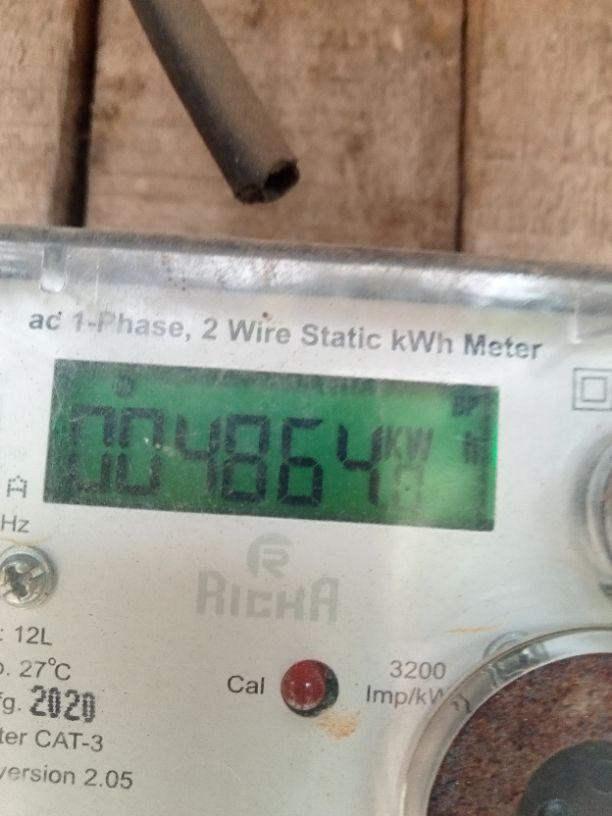 ac 1-Phase, 2 Wire Static kWh Meter
004864
KW
Hz
RICHA
12L
27°C
Cal
3200
Imp/kW
2020
ter CAT-3
version 2.05